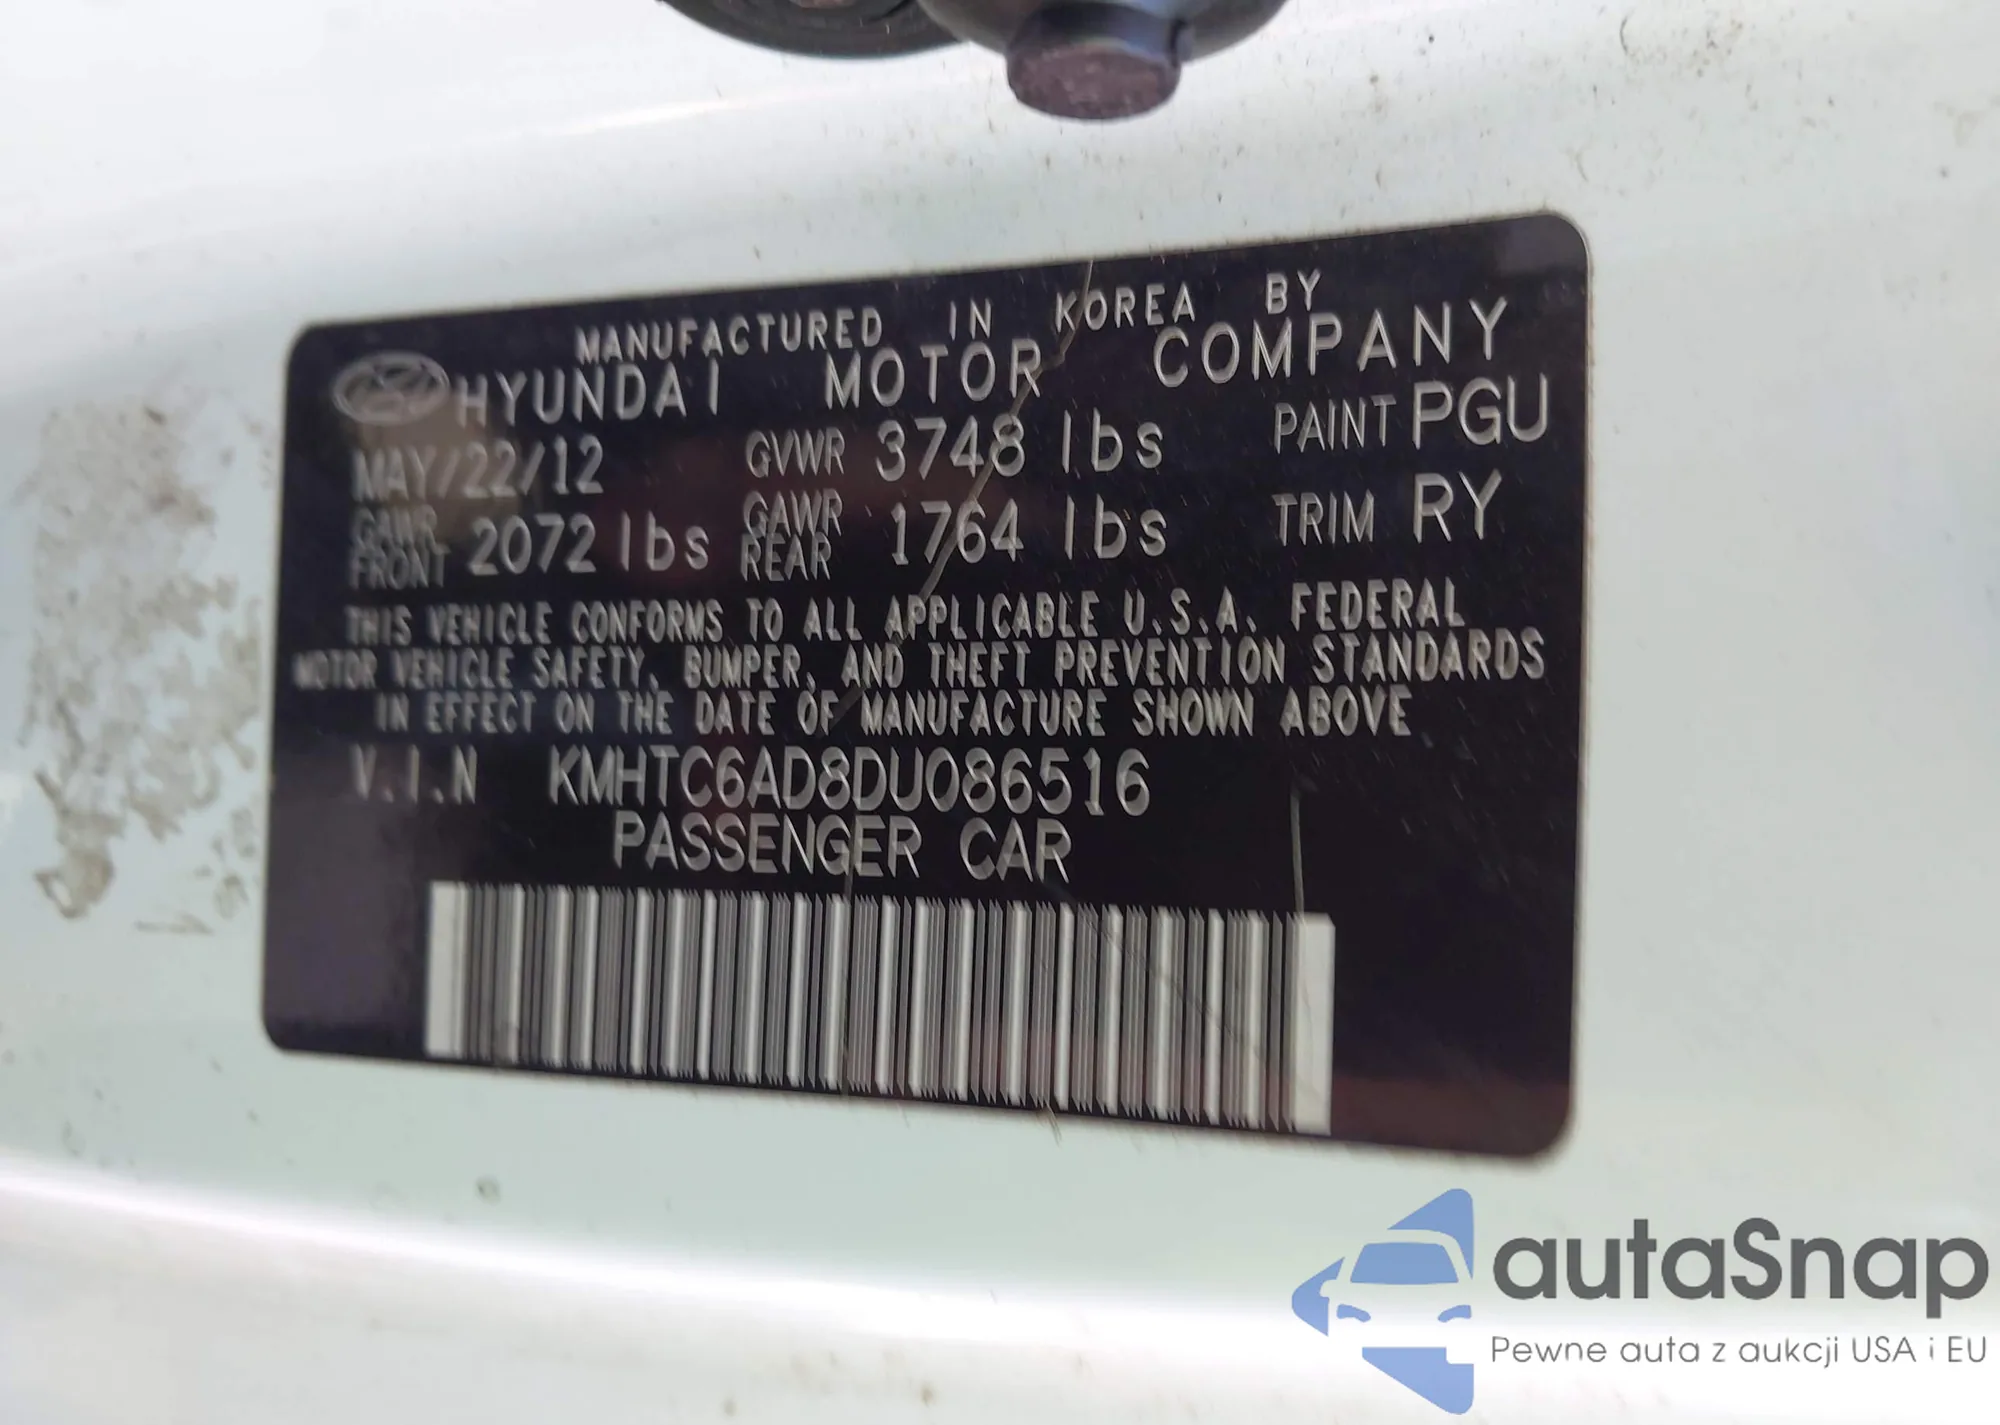 MANUFACTURED IN KOREA BY
HYUNDAI MOTOR COMPANY
MAY/22/12 GVWR 3748 lbs PAINT PGU
GAWR FRONT 2072 lbs GAWR REAR 1764 lbs TRIM RY
THIS VEHICLE CONFORMS TO ALL APPLICABLE U.S.A. FEDERAL
MOTOR VEHICLE SAFETY, BUMPER, AND THEFT PREVENTION STANDARDS
IN EFFECT ON THE DATE OF MANUFACTURE SHOWN ABOVE
V.I.N KMHTC6AD8DU086516
PASSENGER CAR
autaSnap
Pewne auta z aukcji USA i EU